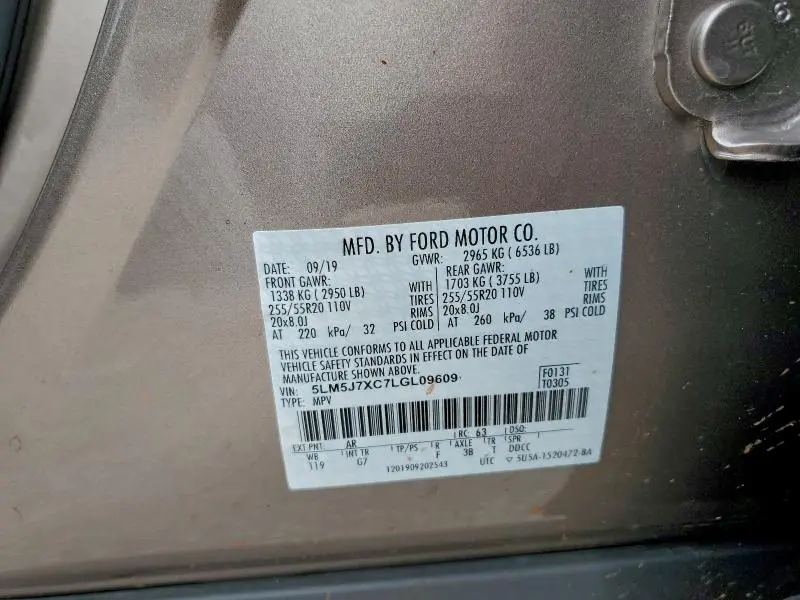 MFD. BY FORD MOTOR CO.
DATE: 09/19 GVWR: 2965 KG ( 6536 LB)
FRONT GAWR: REAR GAWR:
1338 KG ( 2950 LB) WITH 1703 KG ( 3755 LB) WITH
255/55R20 110V TIRES 255/55R20 110V TIRES
20x8.0J RIMS 20x8.0J RIMS
AT 220 kPa/ 32 PSI COLD AT 260 kPa/ 38 PSI COLD
THIS VEHICLE CONFORMS TO ALL APPLICABLE FEDERAL MOTOR
VEHICLE SAFETY STANDARDS IN EFFECT ON THE DATE OF
MANUFACTURE SHOWN ABOVE.
VIN: 5LM5J7XC7LGL09609 F0131
TYPE: MPV T0305
EXT PNT: AR RC: 63 DSO:
WB INT TR TP/PS R AXLE TR SPR
119 G7 F 3B T DDCC
1201909202543 UTC 5U5A-1520472-BA